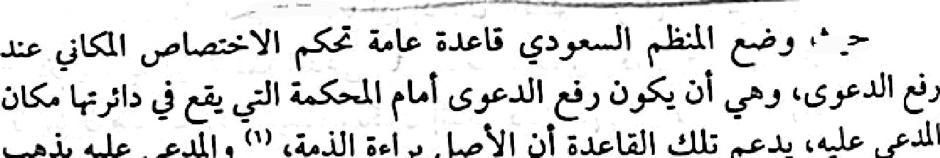 وضع المنظم السعودي قاعدة عامة تحكم الاختصاص المكاني عند
رفع الدعوى، وهي أن يكون رفع الدعوى أمام المحكمة التي يقع في دائرتها مكان
المدعى عليه، يدعم تلك القاعدة أن الأصل براءة الذمة، (١) والمدعى عليه يذهب